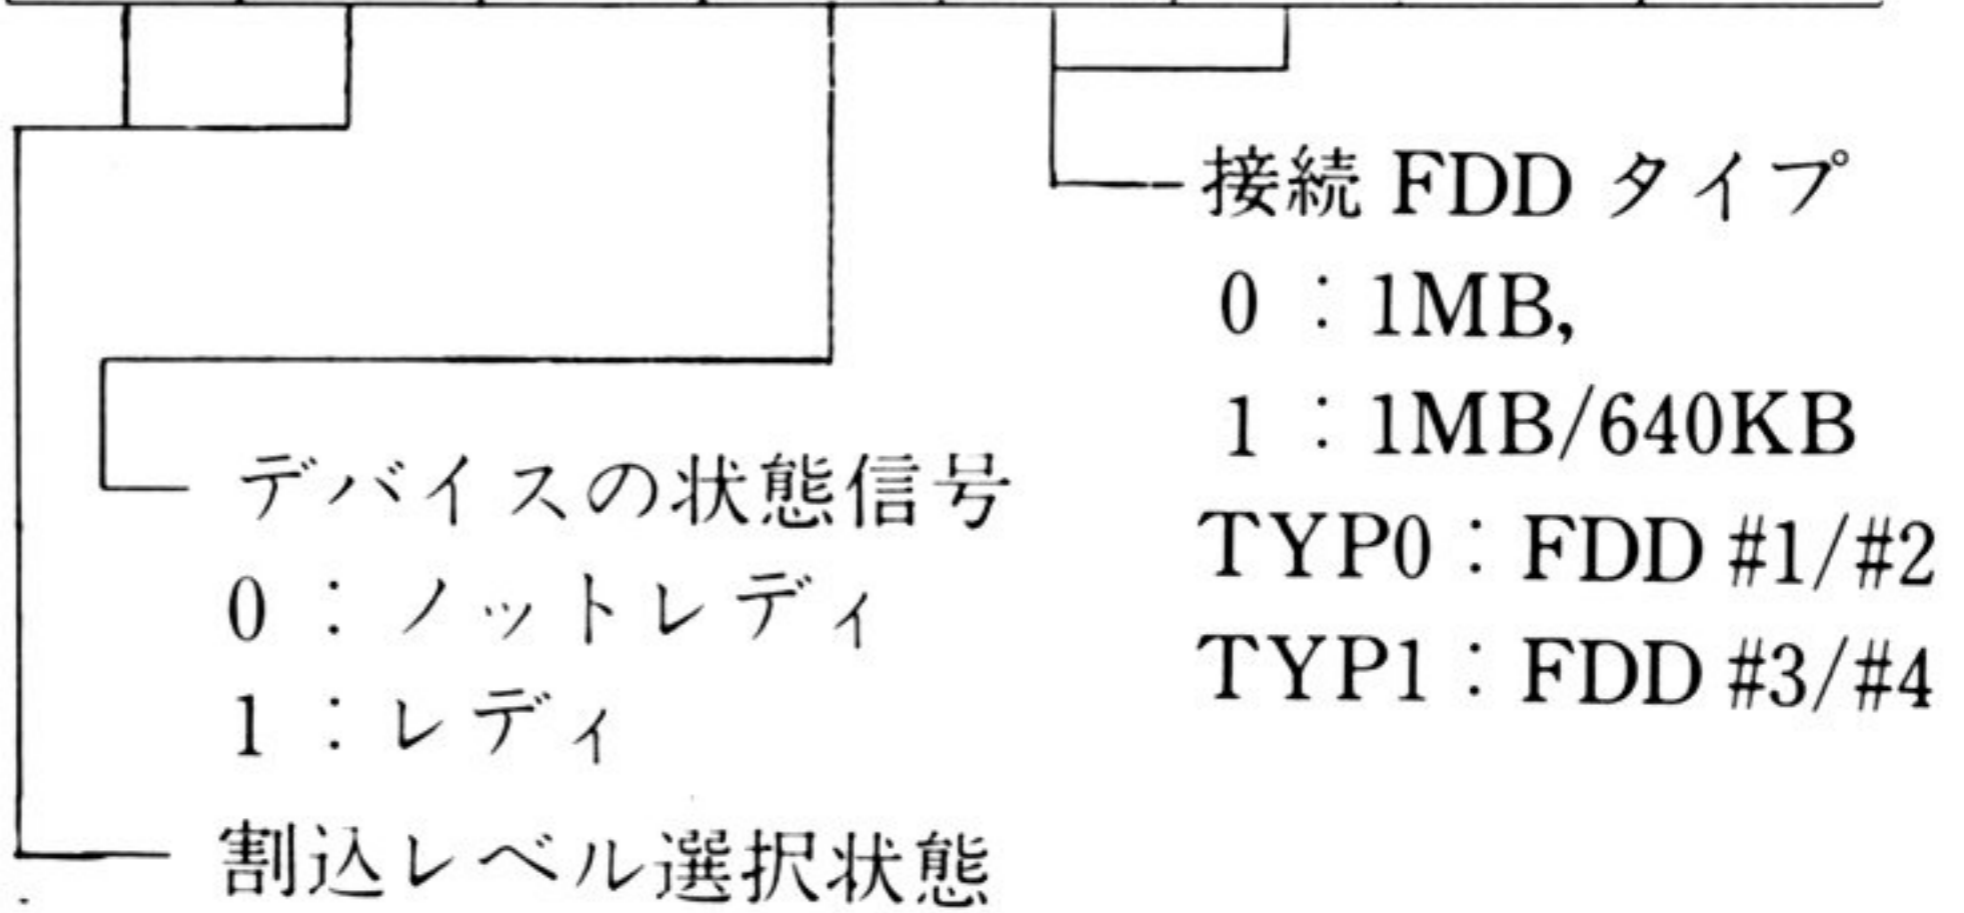 接続 FDD タイプ
0 : 1MB,
1 : 1MB/640KB
TYP0 : FDD #1/#2
TYP1 : FDD #3/#4
デバイスの状態信号
0 : ノットレディ
1 : レディ
割込レベル選択状態